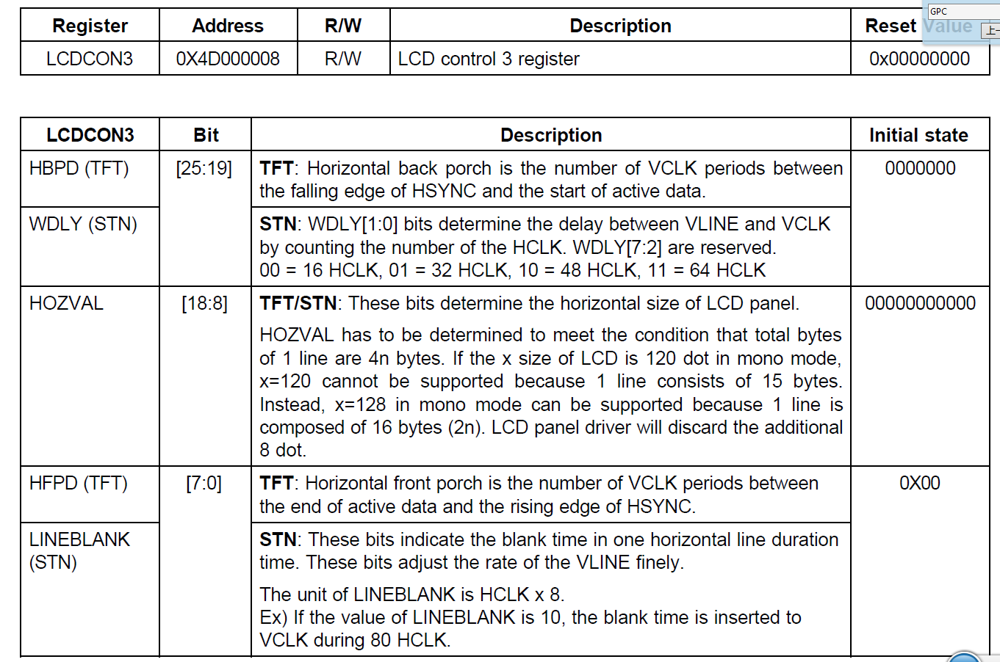 Register Address R/W Description Reset Value
LCDCON3 0X4D000008 R/W LCD control 3 register 0x00000000
GPC
上一
LCDCON3 Bit Description Initial state
HBPD (TFT) [25:19] TFT: Horizontal back porch is the number of VCLK periods between 0000000
the falling edge of HSYNC and the start of active data.
WDLY (STN) STN: WDLY[1:0] bits determine the delay between VLINE and VCLK
by counting the number of the HCLK. WDLY[7:2] are reserved.
00 = 16 HCLK, 01 = 32 HCLK, 10 = 48 HCLK, 11 = 64 HCLK
HOZVAL [18:8] TFT/STN: These bits determine the horizontal size of LCD panel. 00000000000
HOZVAL has to be determined to meet the condition that total bytes
of 1 line are 4n bytes. If the x size of LCD is 120 dot in mono mode,
x=120 cannot be supported because 1 line consists of 15 bytes.
Instead, x=128 in mono mode can be supported because 1 line is
composed of 16 bytes (2n). LCD panel driver will discard the additional
8 dot.
HFPD (TFT) [7:0] TFT: Horizontal front porch is the number of VCLK periods between 0X00
the end of active data and the rising edge of HSYNC.
LINEBLANK STN: These bits indicate the blank time in one horizontal line duration
(STN) time. These bits adjust the rate of the VLINE finely.
The unit of LINEBLANK is HCLK x 8.
Ex) If the value of LINEBLANK is 10, the blank time is inserted to
VCLK during 80 HCLK.